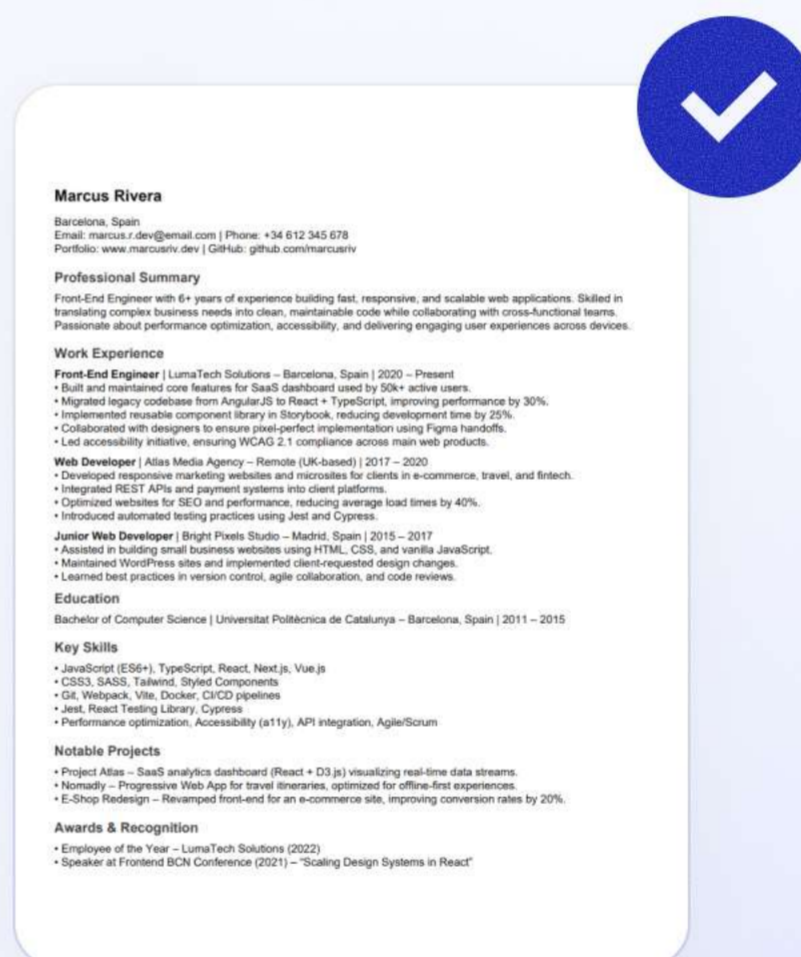 Marcus Rivera
Barcelona, Spain
Email: marcus.r.dev@email.com | Phone: +34 612 345 678
Portfolio: www.marcusriv.dev | GitHub: github.com/marcusriv
Professional Summary
Front-End Engineer with 6+ years of experience building fast, responsive, and scalable web applications. Skilled in
translating complex business needs into clean, maintainable code while collaborating with cross-functional teams.
Passionate about performance optimization, accessibility, and delivering engaging user experiences across devices.
Work Experience
Front-End Engineer | LumaTech Solutions – Barcelona, Spain | 2020 – Present
• Built and maintained core features for SaaS dashboard used by 50k+ active users.
• Migrated legacy codebase from AngularJS to React + TypeScript, improving performance by 30%.
• Implemented reusable component library in Storybook, reducing development time by 25%.
• Collaborated with designers to ensure pixel-perfect implementation using Figma handoffs.
• Led accessibility initiative, ensuring WCAG 2.1 compliance across main web products.
Web Developer | Atlas Media Agency – Remote (UK-based) | 2017 – 2020
• Developed responsive marketing websites and microsites for clients in e-commerce, travel, and fintech.
• Integrated REST APIs and payment systems into client platforms.
• Optimized websites for SEO and performance, reducing average load times by 40%.
• Introduced automated testing practices using Jest and Cypress.
Junior Web Developer | Bright Pixels Studio – Madrid, Spain | 2015 – 2017
• Assisted in building small business websites using HTML, CSS, and vanilla JavaScript.
• Maintained WordPress sites and implemented client-requested design changes.
• Learned best practices in version control, agile collaboration, and code reviews.
Education
Bachelor of Computer Science | Universitat Politècnica de Catalunya – Barcelona, Spain | 2011 – 2015
Key Skills
• JavaScript (ES6+), TypeScript, React, Next.js, Vue.js
• CSS3, SASS, Tailwind, Styled Components
• Git, Webpack, Vite, Docker, CI/CD pipelines
• Jest, React Testing Library, Cypress
• Performance optimization, Accessibility (a11y), API integration, Agile/Scrum
Notable Projects
• Project Atlas – SaaS analytics dashboard (React + D3.js) visualizing real-time data streams.
• Nomadly – Progressive Web App for travel itineraries, optimized for offline-first experiences.
• E-Shop Redesign – Revamped front-end for an e-commerce site, improving conversion rates by 20%.
Awards & Recognition
• Employee of the Year – LumaTech Solutions (2022)
• Speaker at Frontend BCN Conference (2021) – "Scaling Design Systems in React"